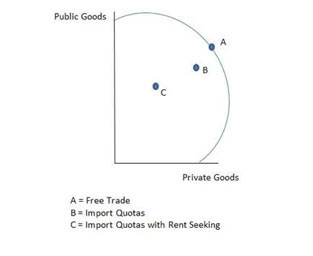 Public Goods
A
B
C
Private Goods
A = Free Trade
B = Import Quotas
C = Import Quotas with Rent Seeking